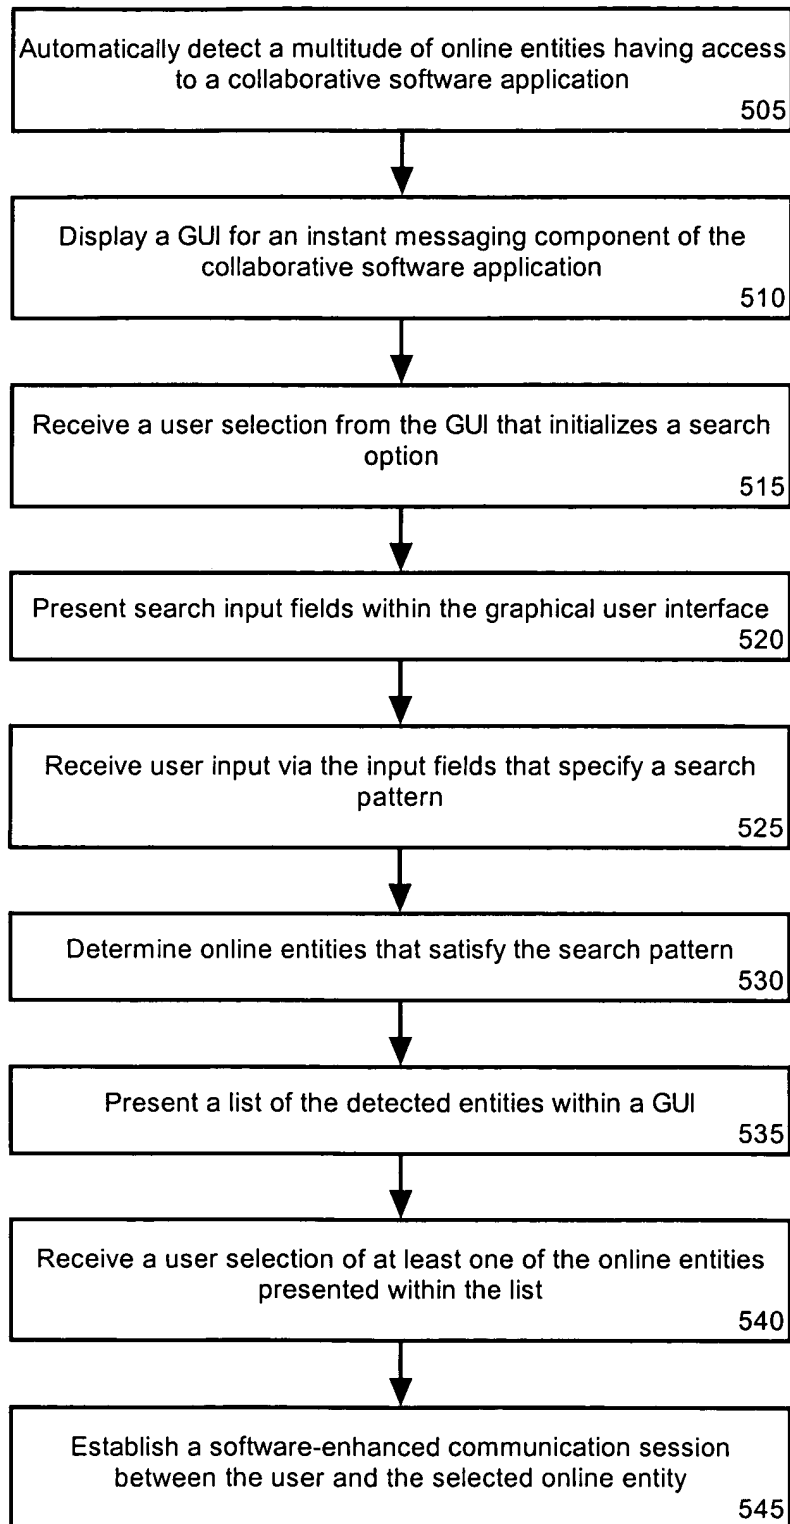 Automatically detect a multitude of online entities having access
to a collaborative software application
505
Display a GUI for an instant messaging component of the
collaborative software application
510
Receive a user selection from the GUI that initializes a search
option
515
Present search input fields within the graphical user interface
520
Receive user input via the input fields that specify a search
pattern
525
Determine online entities that satisfy the search pattern
530
Present a list of the detected entities within a GUI
535
Receive a user selection of at least one of the online entities
presented within the list
540
Establish a software-enhanced communication session
between the user and the selected online entity
545